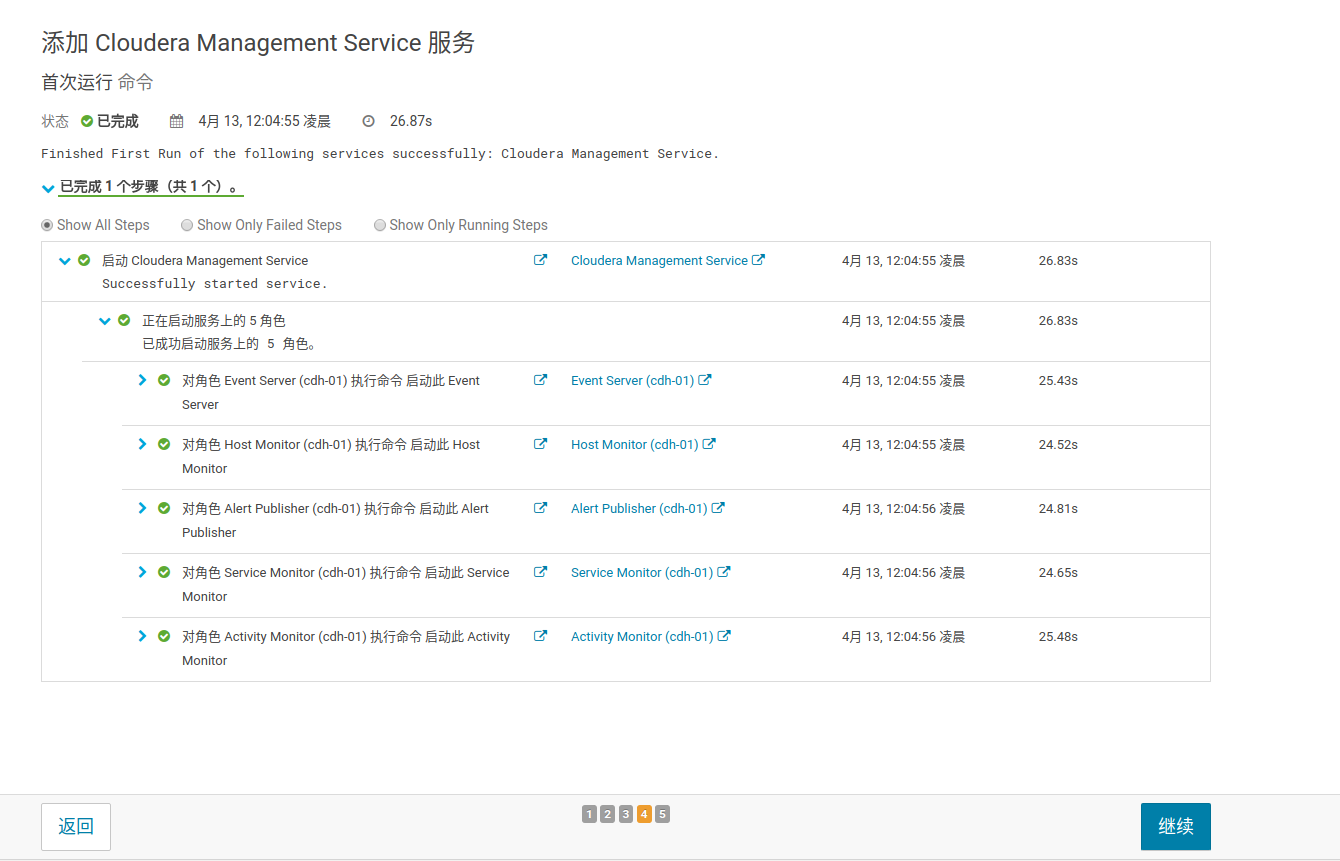 添加 Cloudera Management Service 服务
首次运行 命令
状态 已完成 4月 13, 12:04:55 凌晨 26.87s
Finished First Run of the following services successfully: Cloudera Management Service.
已完成 1 个步骤（共 1 个）。
Show All Steps Show Only Failed Steps Show Only Running Steps
启动 Cloudera Management Service Cloudera Management Service 4月 13, 12:04:55 凌晨 26.83s
Successfully started service.
正在启动服务上的 5 角色 4月 13, 12:04:55 凌晨 26.83s
已成功启动服务上的 5 角色。
对角色 Event Server (cdh-01) 执行命令 启动此 Event Event Server (cdh-01) 4月 13, 12:04:55 凌晨 25.43s
Server
对角色 Host Monitor (cdh-01) 执行命令 启动此 Host Host Monitor (cdh-01) 4月 13, 12:04:55 凌晨 24.52s
Monitor
对角色 Alert Publisher (cdh-01) 执行命令 启动此 Alert Alert Publisher (cdh-01) 4月 13, 12:04:56 凌晨 24.81s
Publisher
对角色 Service Monitor (cdh-01) 执行命令 启动此 Service Service Monitor (cdh-01) 4月 13, 12:04:56 凌晨 24.65s
Monitor
对角色 Activity Monitor (cdh-01) 执行命令 启动此 Activity Activity Monitor (cdh-01) 4月 13, 12:04:56 凌晨 25.48s
Monitor
返回 1 2 3 4 5 继续